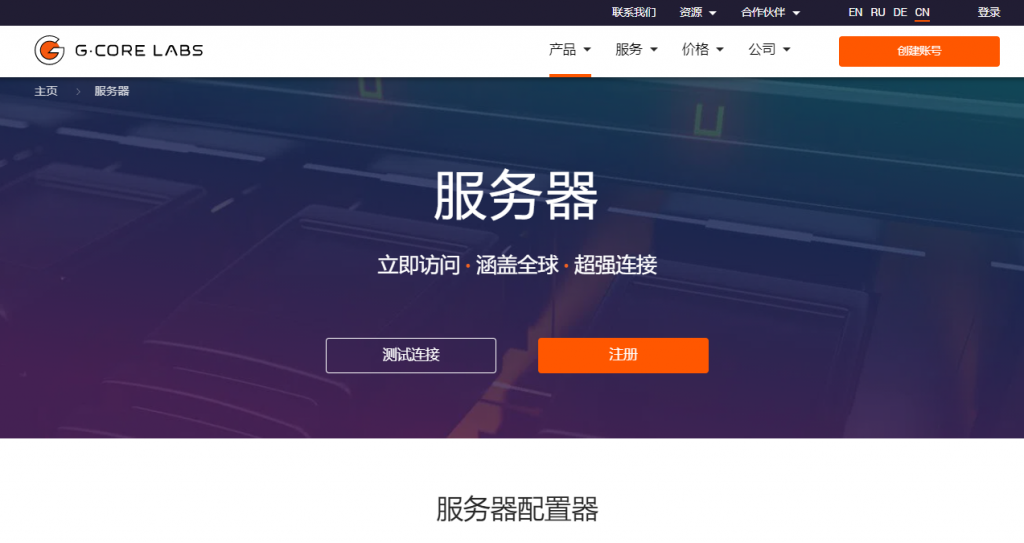 联系我们 资源 合作伙伴 EN RU DE CN 登录
G·CORE LABS 产品 服务 价格 公司 创建账号
主页 服务器
服务器
立即访问 · 涵盖全球 · 超强连接
测试连接 注册
服务器配置器